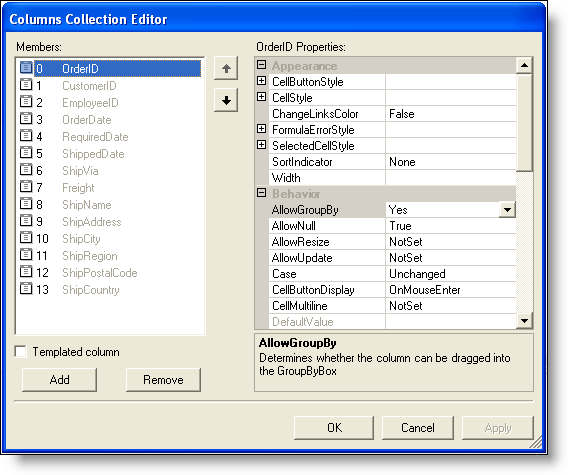 Columns Collection Editor
Members:
0 OrderID
1 CustomerID
2 EmployeeID
3 OrderDate
4 RequiredDate
5 ShippedDate
6 ShipVia
7 Freight
8 ShipName
9 ShipAddress
10 ShipCity
11 ShipRegion
12 ShipPostalCode
13 ShipCountry
Templated column
Add Remove
OrderID Properties:
Appearance
CellButtonStyle
CellStyle
ChangeLinksColor False
FormulaErrorStyle
SelectedCellStyle
SortIndicator None
Width
Behavior
AllowGroupBy Yes
AllowNull True
AllowResize NotSet
AllowUpdate NotSet
Case Unchanged
CellButtonDisplay OnMouseEnter
CellMultiline NotSet
DefaultValue
AllowGroupBy
Determines whether the column can be dragged into
the GroupByBox
OK Cancel Apply